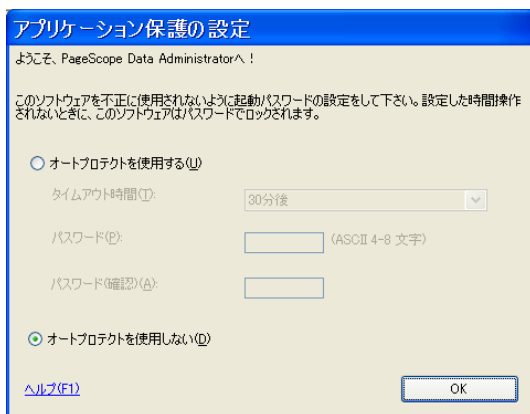 アプリケーション保護の設定
ようこそ、PageScope Data Administratorへ！
このソフトウェアを不正に使用されないように起動パスワードの設定をして下さい。設定した時間操作
されないときに、このソフトウェアはパスワードでロックされます。
オートプロテクトを使用する(U)
タイムアウト時間(T): 30分後
パスワード(P): (ASCII 4-8 文字)
パスワード(確認)(A):
オートプロテクトを使用しない(D)
ヘルプ(F1) OK